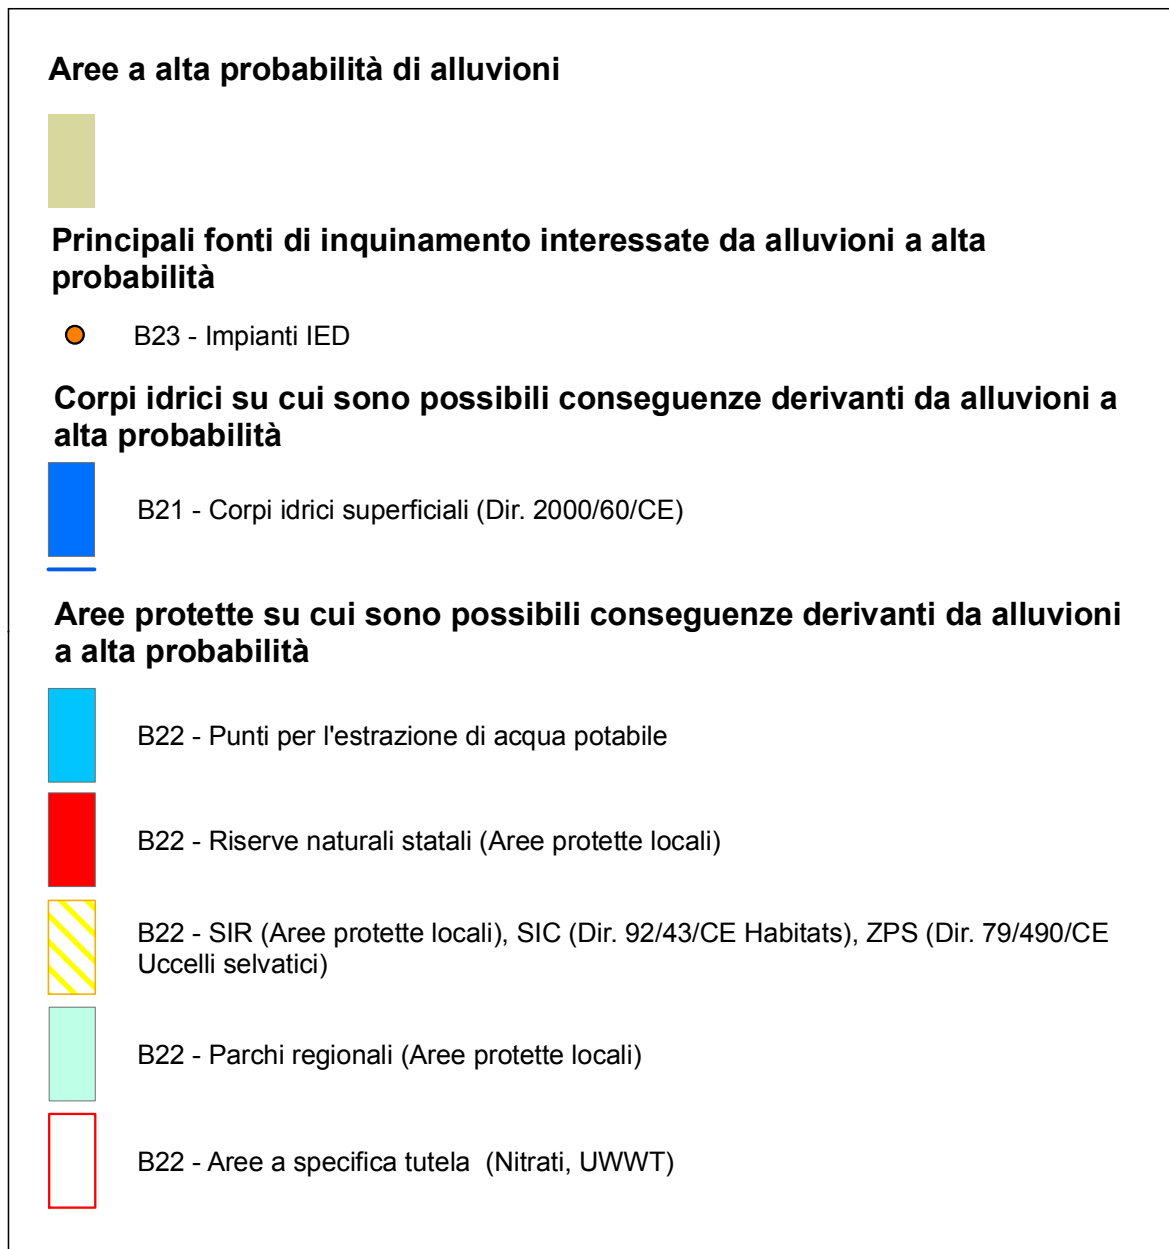 Aree a alta probabilità di alluvioni
Principali fonti di inquinamento interessate da alluvioni a alta
probabilità
B23 - Impianti IED
Corpi idrici su cui sono possibili conseguenze derivanti da alluvioni a
alta probabilità
B21 - Corpi idrici superficiali (Dir. 2000/60/CE)
Aree protette su cui sono possibili conseguenze derivanti da alluvioni
a alta probabilità
B22 - Punti per l'estrazione di acqua potabile
B22 - Riserve naturali statali (Aree protette locali)
B22 - SIR (Aree protette locali), SIC (Dir. 92/43/CE Habitats), ZPS (Dir. 79/490/CE
Uccelli selvatici)
B22 - Parchi regionali (Aree protette locali)
B22 - Aree a specifica tutela  (Nitrati, UWWT)